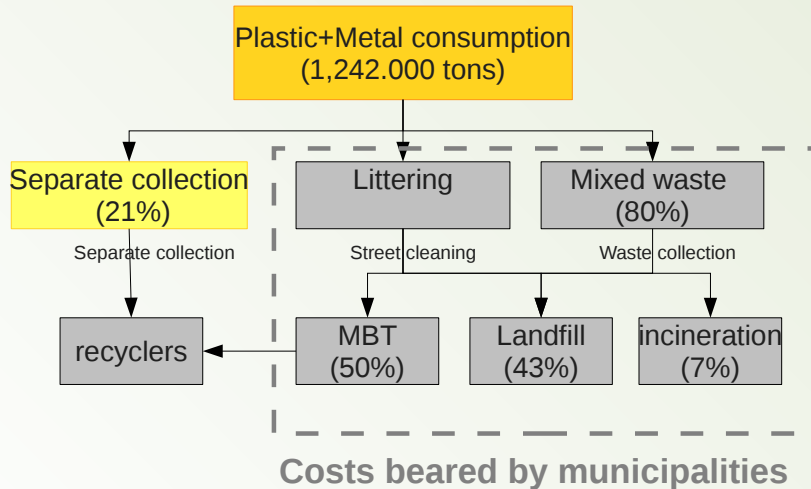 Plastic+Metal consumption
(1,242.000 tons)
Separate collection
(21%)
Littering
Mixed waste
(80%)
Separate collection
Street cleaning
Waste collection
recyclers
MBT
(50%)
Landfill
(43%)
incineration
(7%)
Costs beared by municipalities